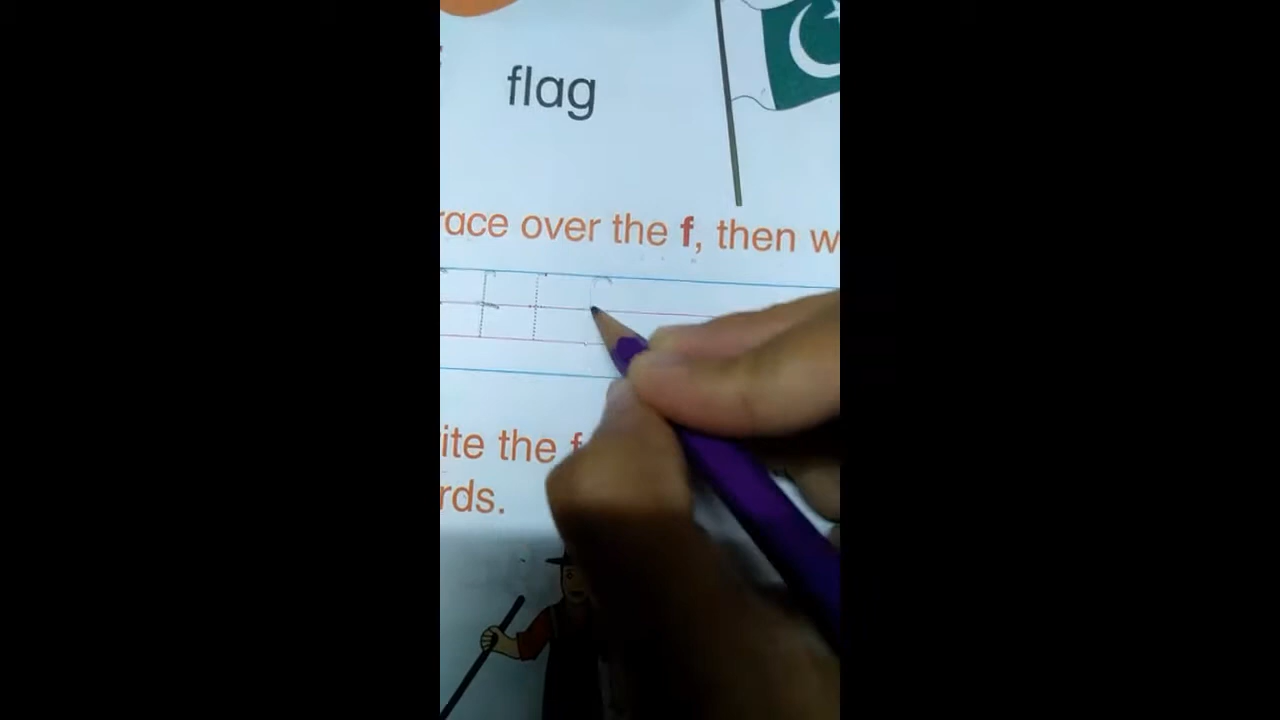 flag
race over the f, then w
ite the f
rds.